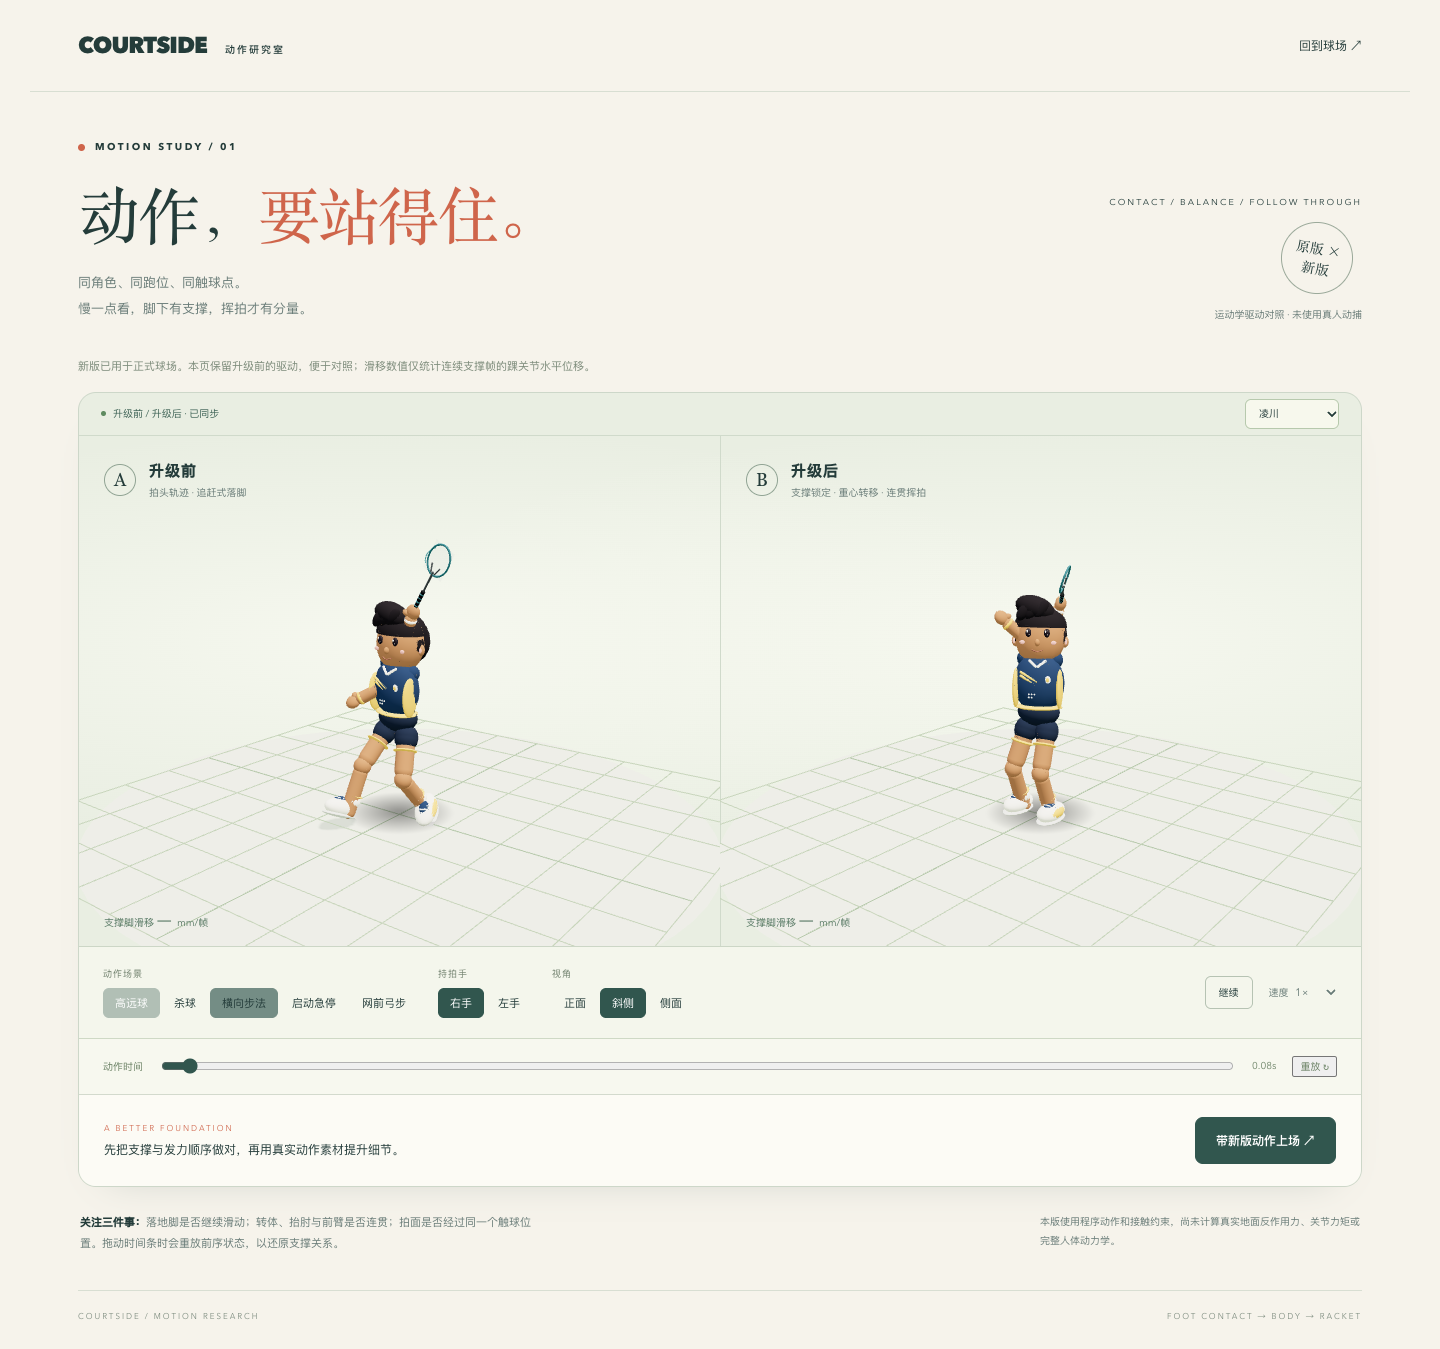 COURTSIDE 动作研究室
回到球场 ↗
MOTION STUDY / 01
动作，要站得住。
同角色、同跑位、同触球点。
慢一点看，脚下有支撑，挥拍才有分量。
CONTACT / BALANCE / FOLLOW THROUGH
原版 ×
新版
运动学驱动对照 · 未使用真人动捕
新版已用于正式球场。本页保留升级前的驱动，便于对照；滑移数值仅统计连续支撑帧的踝关节水平位移。
升级前 / 升级后 · 已同步
凌川
A 升级前
拍头轨迹 · 追赶式落脚
B 升级后
支撑锁定 · 重心转移 · 连贯挥拍
支撑脚滑移 — mm/帧
支撑脚滑移 — mm/帧
动作场景
高远球 杀球 横向步法 启动急停 网前弓步
持拍手
右手 左手
视角
正面 斜侧 侧面
继续
速度 1×
动作时间
0.08s
重放 ↻
A BETTER FOUNDATION
先把支撑与发力顺序做对，再用真实动作素材提升细节。
带新版动作上场 ↗
关注三件事：落地脚是否继续滑动；转体、抬肘与前臂是否连贯；拍面是否经过同一个触球位
置。拖动时间条时会重放前序状态，以还原支撑关系。
本版使用程序动作和接触约束，尚未计算真实地面反作用力、关节力矩或
完整人体动力学。
COURTSIDE / MOTION RESEARCH
FOOT CONTACT → BODY → RACKET